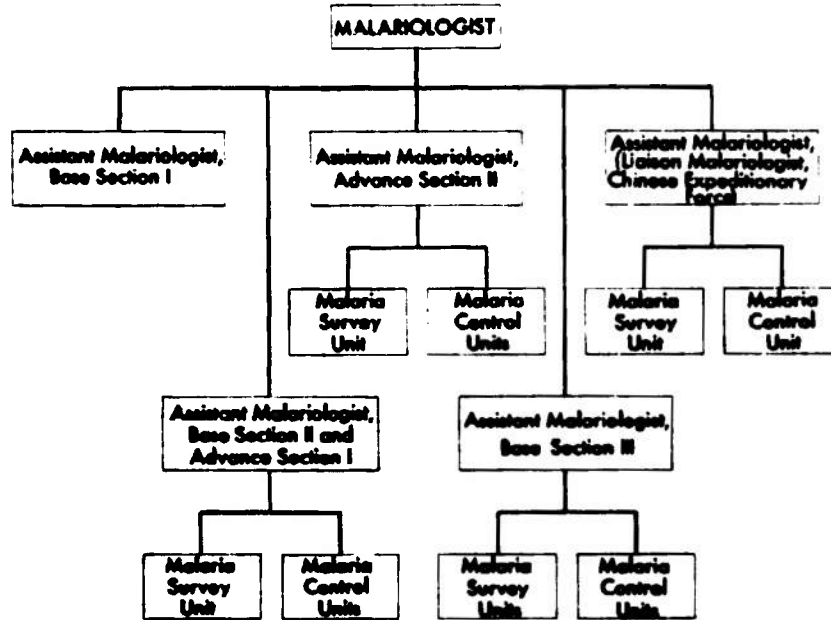 MALARIOLOGIST
Assistant Malariologist,
Base Section I
Assistant Malariologist,
Advance Section II
Assistant Malariologist,
(Liaison Malariologist,
Chinese Expeditionary
Force)
Malaria
Survey
Unit
Malaria
Control
Units
Malaria
Survey
Unit
Malaria
Control
Unit
Assistant Malariologist,
Base Section II and
Advance Section I
Assistant Malariologist,
Base Section III
Malaria
Survey
Unit
Malaria
Control
Units
Malaria
Survey
Units
Malaria
Control
Units